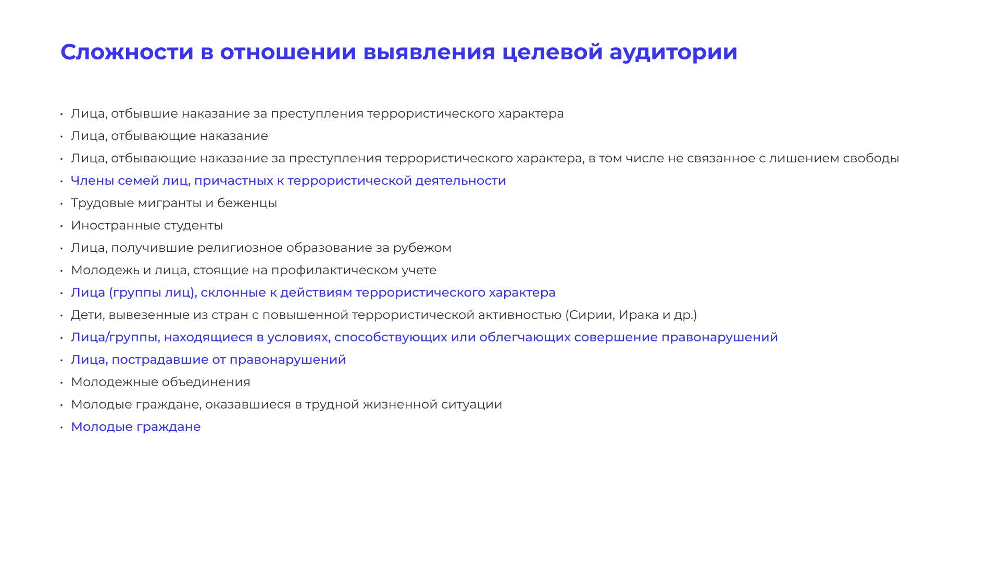 Сложности в отношении выявления целевой аудитории
• Лица, отбывшие наказание за преступления террористического характера
• Лица, отбывающие наказание
• Лица, отбывающие наказание за преступления террористического характера, в том числе не связанное с лишением свободы
• Члены семей лиц, причастных к террористической деятельности
• Трудовые мигранты и беженцы
• Иностранные студенты
• Лица, получившие религиозное образование за рубежом
• Молодежь и лица, стоящие на профилактическом учете
• Лица (группы лиц), склонные к действиям террористического характера
• Дети, вывезенные из стран с повышенной террористической активностью (Сирии, Ирака и др.)
• Лица/группы, находящиеся в условиях, способствующих или облегчающих совершение правонарушений
• Лица, пострадавшие от правонарушений
• Молодежные объединения
• Молодые граждане, оказавшиеся в трудной жизненной ситуации
• Молодые граждане